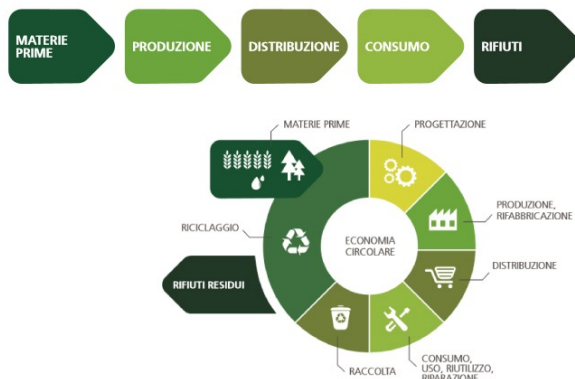 MATERIE
PRIME
PRODUZIONE
DISTRIBUZIONE
CONSUMO
RIFIUTI
MATERIE PRIME
PROGETTAZIONE
PRODUZIONE,
RIFABBRICAZIONE
RICICLAGGIO
ECONOMIA
CIRCOLARE
DISTRIBUZIONE
RIFIUTI RESIDUI
CONSUMO,
USO, RIUTILIZZO,
RIPARAZIONE
RACCOLTA